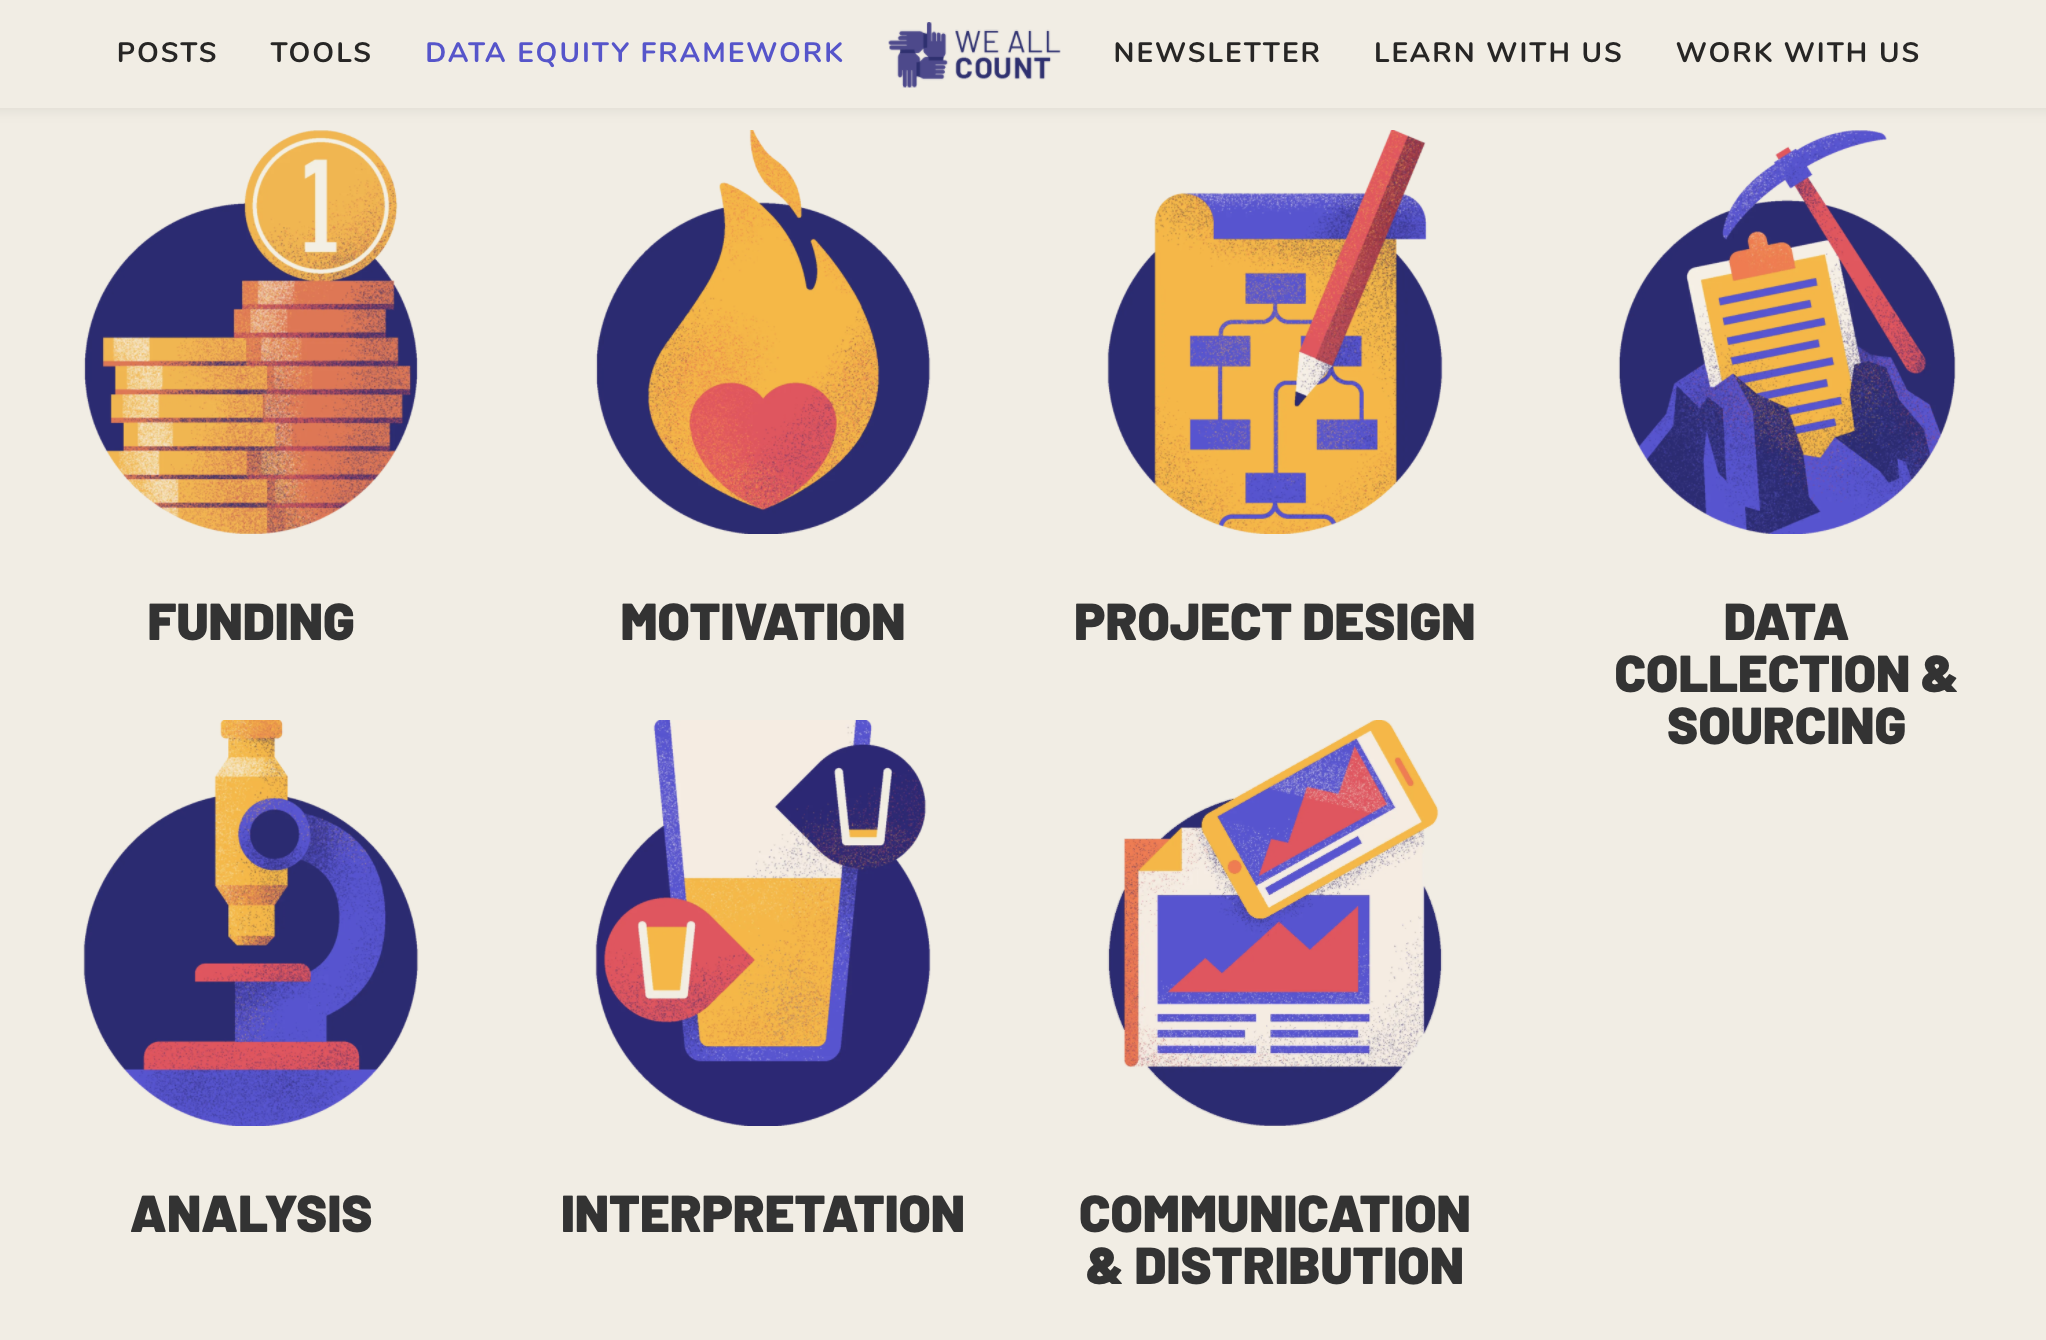 POSTS TOOLS DATA EQUITY FRAMEWORK WE ALL COUNT NEWSLETTER LEARN WITH US WORK WITH US
1
FUNDING
MOTIVATION
PROJECT DESIGN
DATA
COLLECTION &
SOURCING
ANALYSIS
INTERPRETATION
COMMUNICATION
& DISTRIBUTION